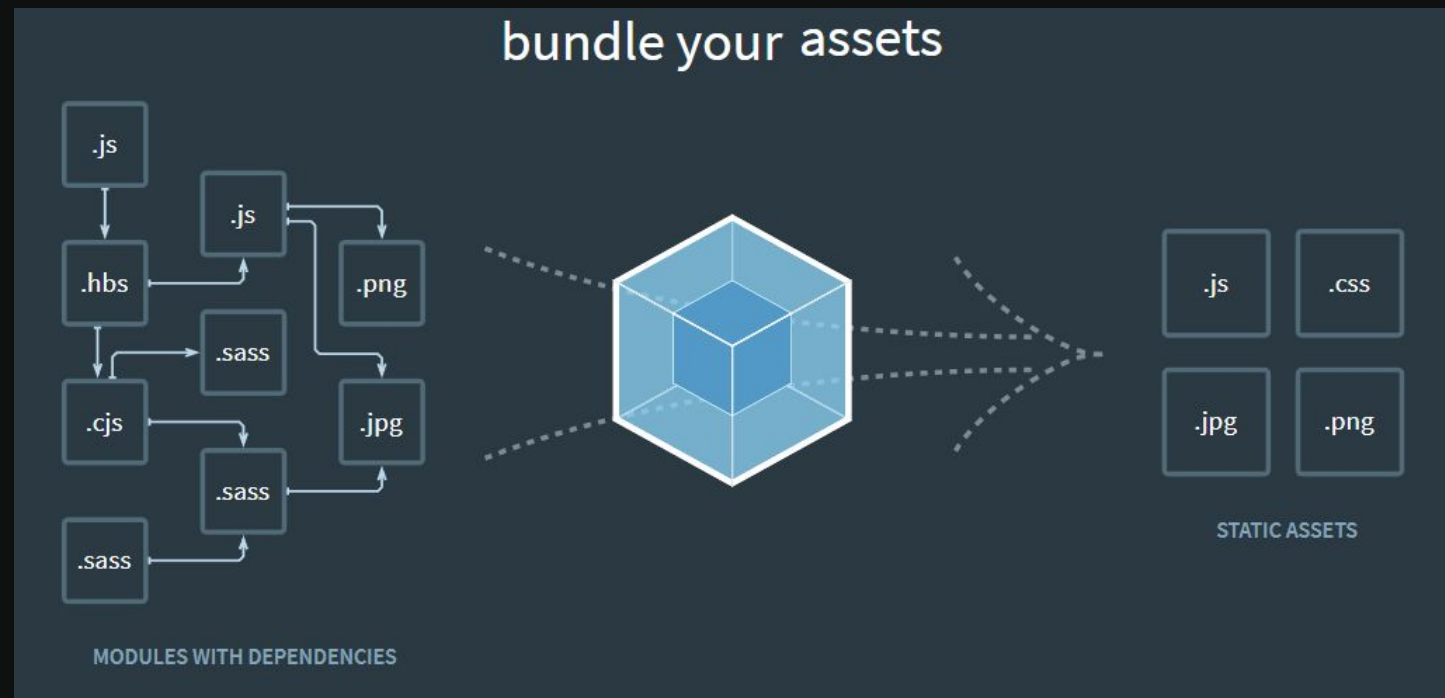 bundle your assets
.js
.js
.hbs
.png
.sass
.cjs
.jpg
.sass
.sass
MODULES WITH DEPENDENCIES
.js
.css
.jpg
.png
STATIC ASSETS